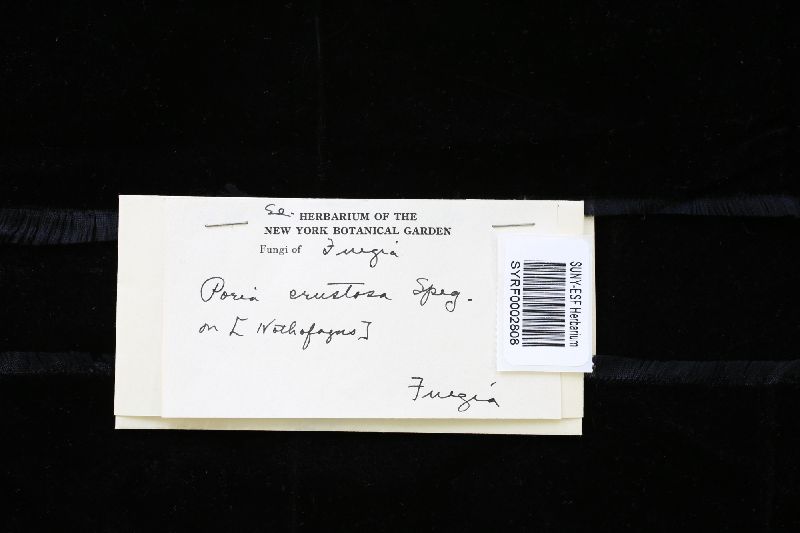 Se. HERBARIUM OF THE
NEW YORK BOTANICAL GARDEN
Fungi of Fuegia
Poria crustosa Speg.
on [Nothofagus]
Fuegia
SUNY-ESF Herbarium
SYRF0002808